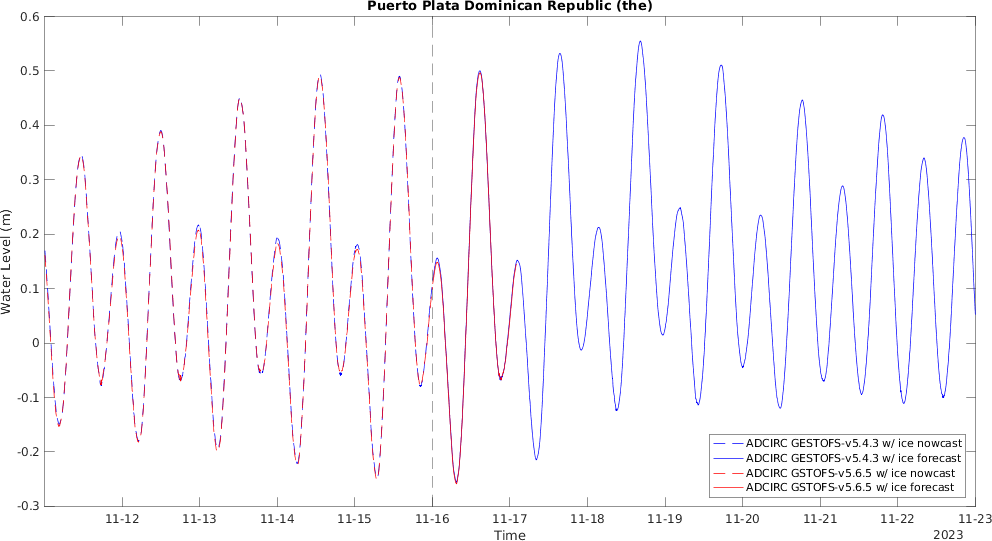 Puerto Plata Dominican Republic (the)
0.6
0.5
0.4
0.3
0.2
0.1
0
-0.1
-0.2
-0.3
Water Level (m)
ADCIRC GESTOFS-v5.4.3 w/ ice nowcast
ADCIRC GESTOFS-v5.4.3 w/ ice forecast
ADCIRC GSTOFS-v5.6.5 w/ ice nowcast
ADCIRC GSTOFS-v5.6.5 w/ ice forecast
11-12 11-13 11-14 11-15 11-16 11-17 11-18 11-19 11-20 11-21 11-22 11-23
Time
2023